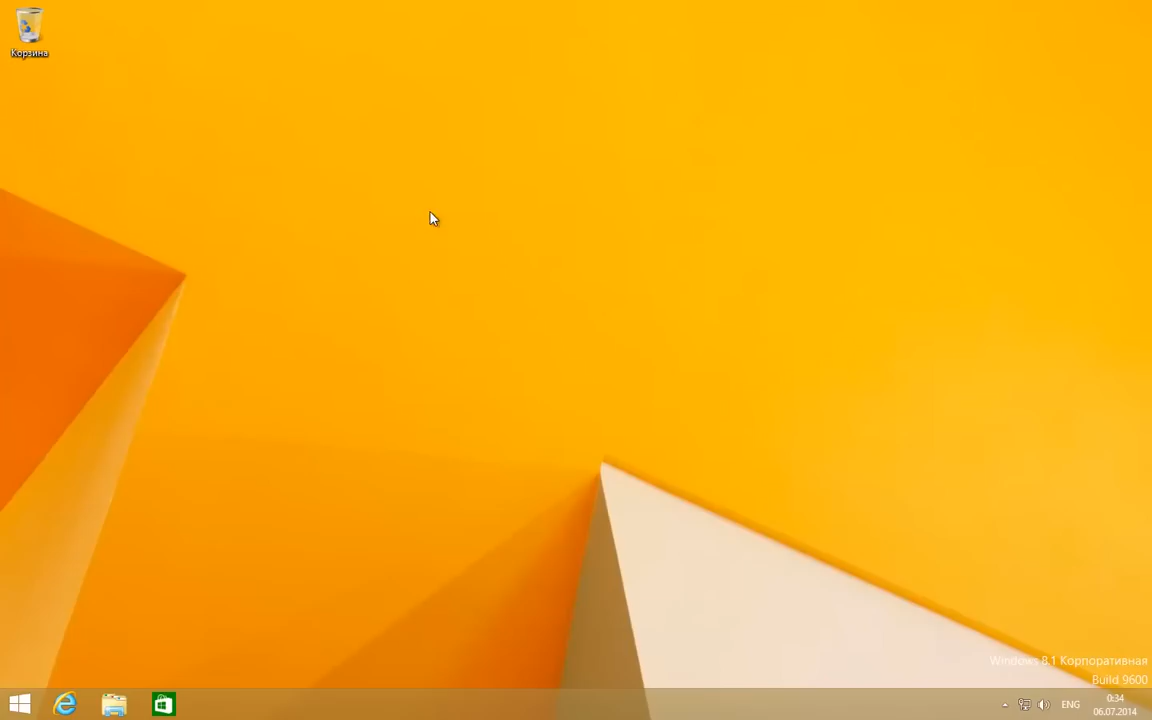 Корзина
Windows 8.1 Корпоративная
Build 9600
ENG
0:34
06.07.2014